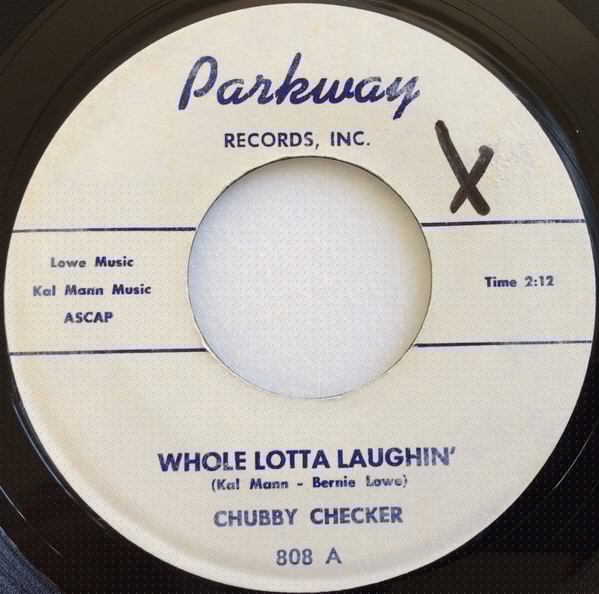 Parkway
RECORDS, INC.
X
Lowe Music
Kal Mann Music
ASCAP
Time 2:12
WHOLE LOTTA LAUGHIN'
(Kal Mann - Bernie Lowe)
CHUBBY CHECKER
808 A